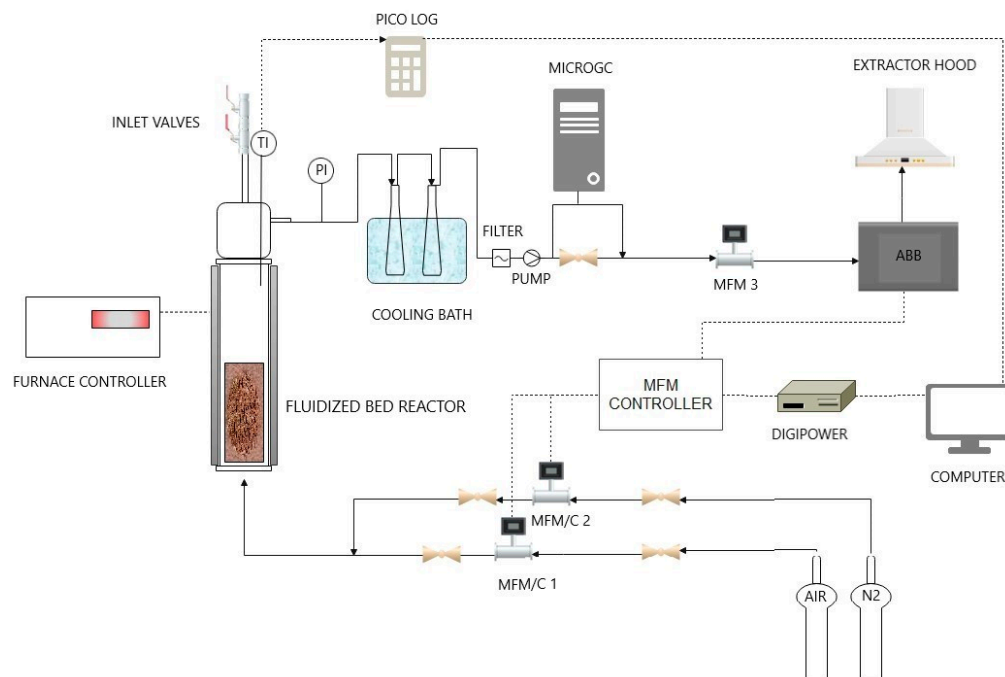 PICO LOG
MICROGC
EXTRACTOR HOOD
INLET VALVES
TI
PI
FILTER
PUMP
ABB
MFM 3
COOLING BATH
FURNACE CONTROLLER
FLUIDIZED BED REACTOR
MFM
CONTROLLER
DIGIPOWER
COMPUTER
MFM/C 2
MFM/C 1
AIR
N2